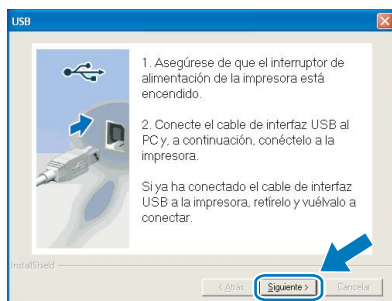 USB
1. Asegúrese de que el interruptor de
alimentación de la impresora está
encendido.
2. Conecte el cable de interfaz USB al
PC y, a continuación, conéctelo a la
impresora.
Si ya ha conectado el cable de interfaz
USB a la impresora, retírelo y vuélvalo a
conectar.
InstallShield
< Atrás
Siguiente >
Cancelar